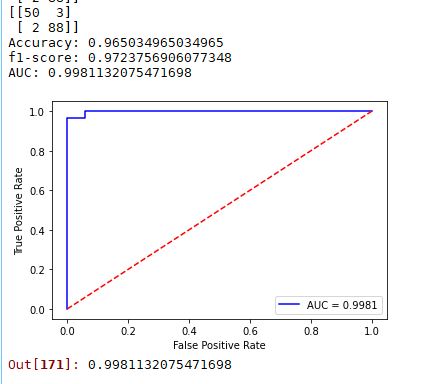 [[50  3]
 [ 2 88]]
Accuracy: 0.965034965034965
f1-score: 0.9723756906077348
AUC: 0.9981132075471698
1.0
0.8
0.6
0.4
0.2
0.0
True Positive Rate
AUC = 0.9981
0.0 0.2 0.4 0.6 0.8 1.0
False Positive Rate
Out[171]: 0.9981132075471698